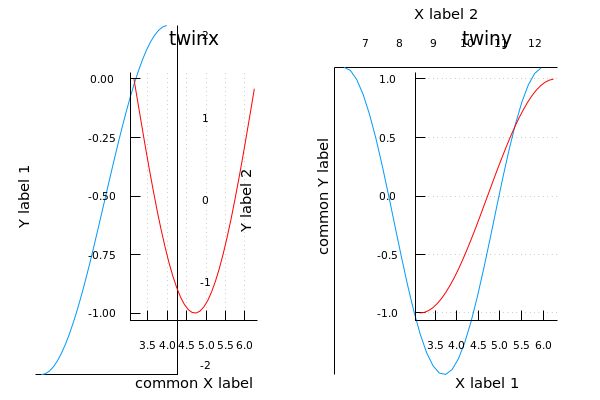 twinx
Y label 1
0.00
-0.25
-0.50
-0.75
-1.00
2
1
0
-1
-2
Y label 2
3.5 4.0 4.5 5.0 5.5 6.0
common X label
X label 2
twiny
7 8 9 10 11 12
common Y label
1.0
0.5
0.0
-0.5
-1.0
3.5 4.0 4.5 5.0 5.5 6.0
X label 1